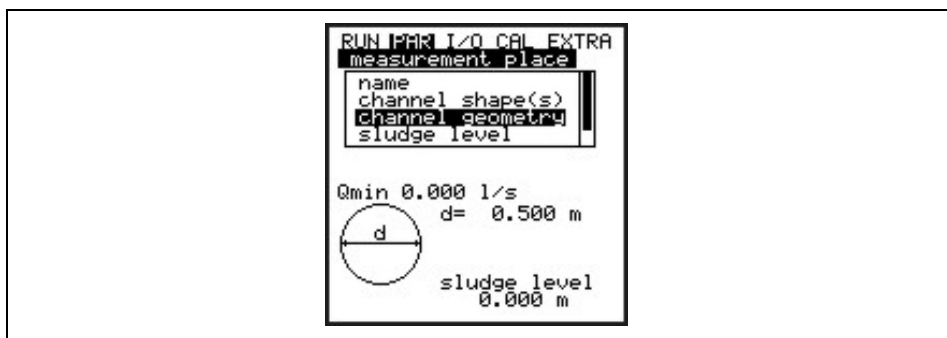 RUN PAR I/O CAL EXTRA
measurement place
name
channel shape(s)
channel geometry
sludge level
Qmin 0.000 l/s
d= 0.500 m
d
sludge level
0.000 m